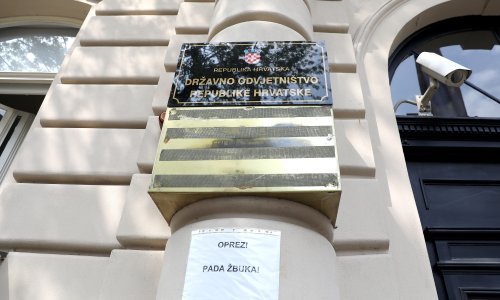 REPUBLIKA HRVATSKA
DRŽAVNO ODVJETNIŠTVO
REPUBLIKE HRVATSKE
OPREZ!
PADA ŽBUKA!